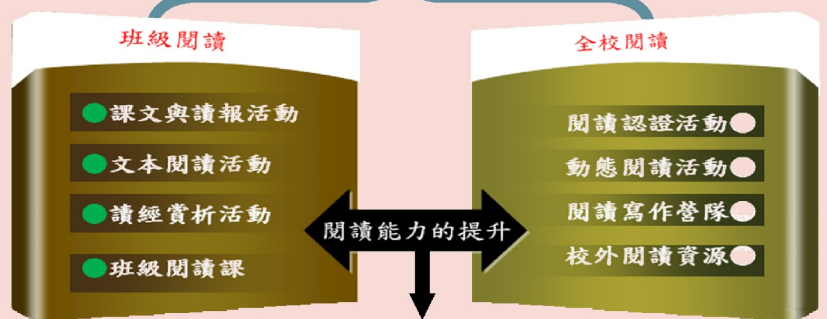 班級閱讀
課文與讀報活動
文本閱讀活動
讀經賞析活動
班級閱讀課
閱讀能力的提升
全校閱讀
閱讀認證活動
動態閱讀活動
閱讀寫作營隊
校外閱讀資源